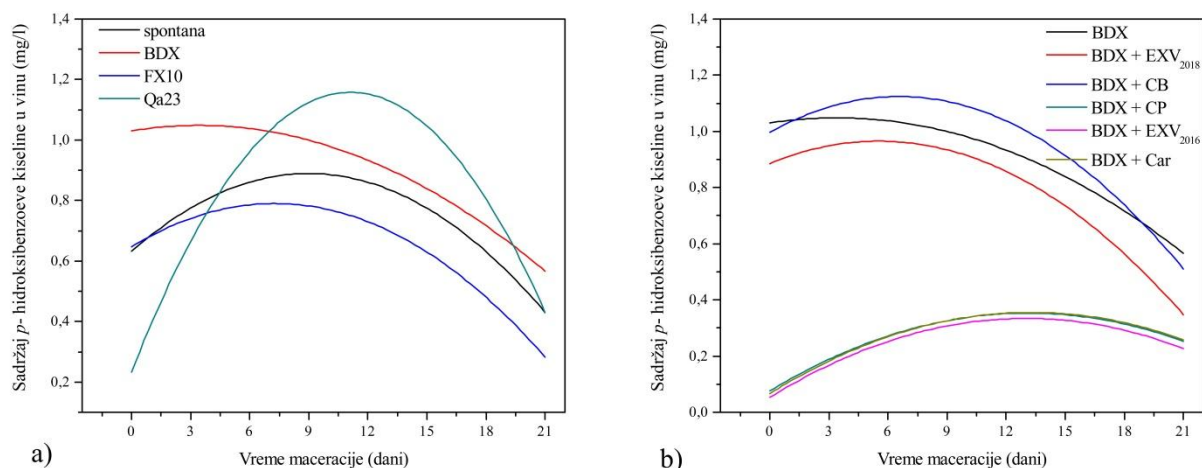 Sadržaj p- hidroksibenzoeve kiseline u vinu (mg/l)
1,4
1,2
1,0
0,8
0,6
0,4
0,2
spontana
BDX
FX10
Qa23
0
3
6
9
12
15
18
21
Vreme maceracije (dani)
a)
Sadržaj p- hidroksibenzoeve kiseline u vinu (mg/l)
1,4
1,2
1,0
0,8
0,6
0,4
0,2
0,0
BDX
BDX + EXV2018
BDX + CB
BDX + CP
BDX + EXV2016
BDX + Car
0
3
6
9
12
15
18
21
Vreme maceracije (dani)
b)